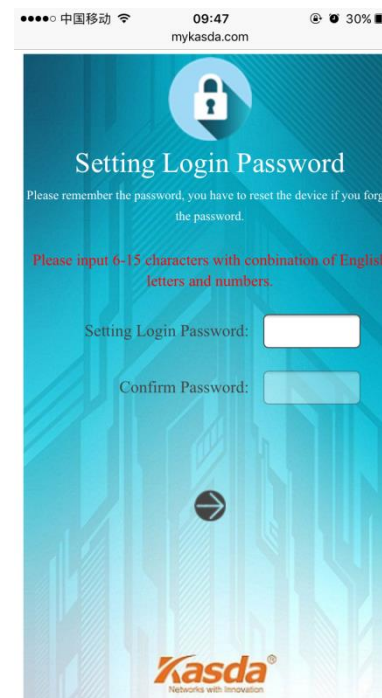 中国移动 09:47 30%
mykasda.com
Setting Login Password
Please remember the password, you have to reset the device if you forg
the password.
Please input 6-15 characters with conbination of English
letters and numbers.
Setting Login Password:
Confirm Password:
Kasda®
Networks with Innovation